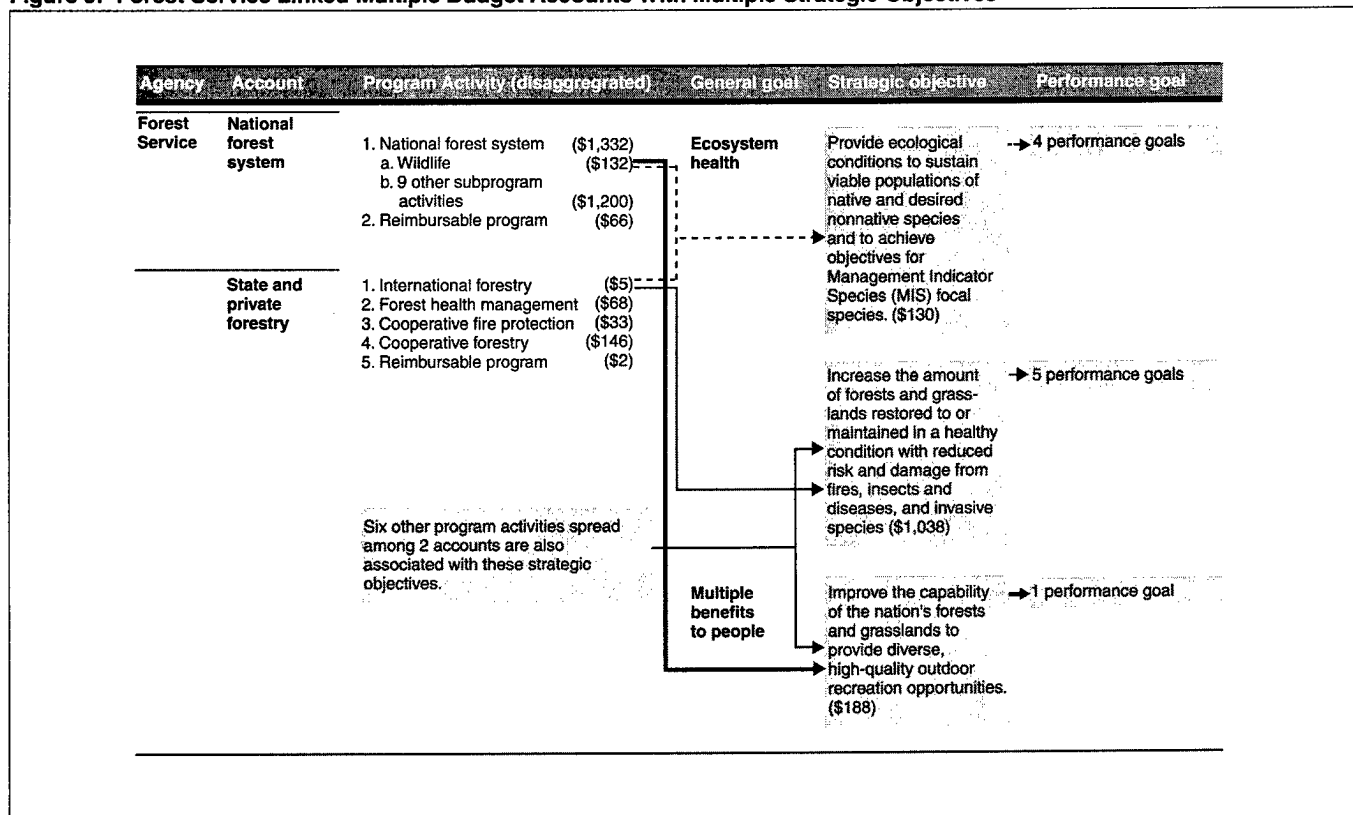 Figure 5: Forest Service Linked Multiple Budget Accounts With Multiple Strategic Objectives
Agency Account Program Activity (disaggregrated) General goal Strategic objective Performance goal
Forest
Service
National
forest
system
1. National forest system ($1,332)
a. Wildlife ($132)
b. 9 other subprogram
activities ($1,200)
2. Reimbursable program ($66)
Ecosystem
health
Provide ecological
conditions to sustain
viable populations of
native and desired
nonnative species
and to achieve
objectives for
Management Indicator
Species (MIS) focal
species. ($130)
4 performance goals
State and
private
forestry
1. International forestry ($5)
2. Forest health management ($68)
3. Cooperative fire protection ($33)
4. Cooperative forestry ($146)
5. Reimbursable program ($2)
Increase the amount
of forests and grass-
lands restored to or
maintained in a healthy
condition with reduced
risk and damage from
fires, insects and
diseases, and invasive
species ($1,038)
5 performance goals
Six other program activities spread
among 2 accounts are also
associated with these strategic
objectives.
Multiple
benefits
to people
Improve the capability
of the nation's forests
and grasslands to
provide diverse,
high-quality outdoor
recreation opportunities.
($188)
1 performance goal